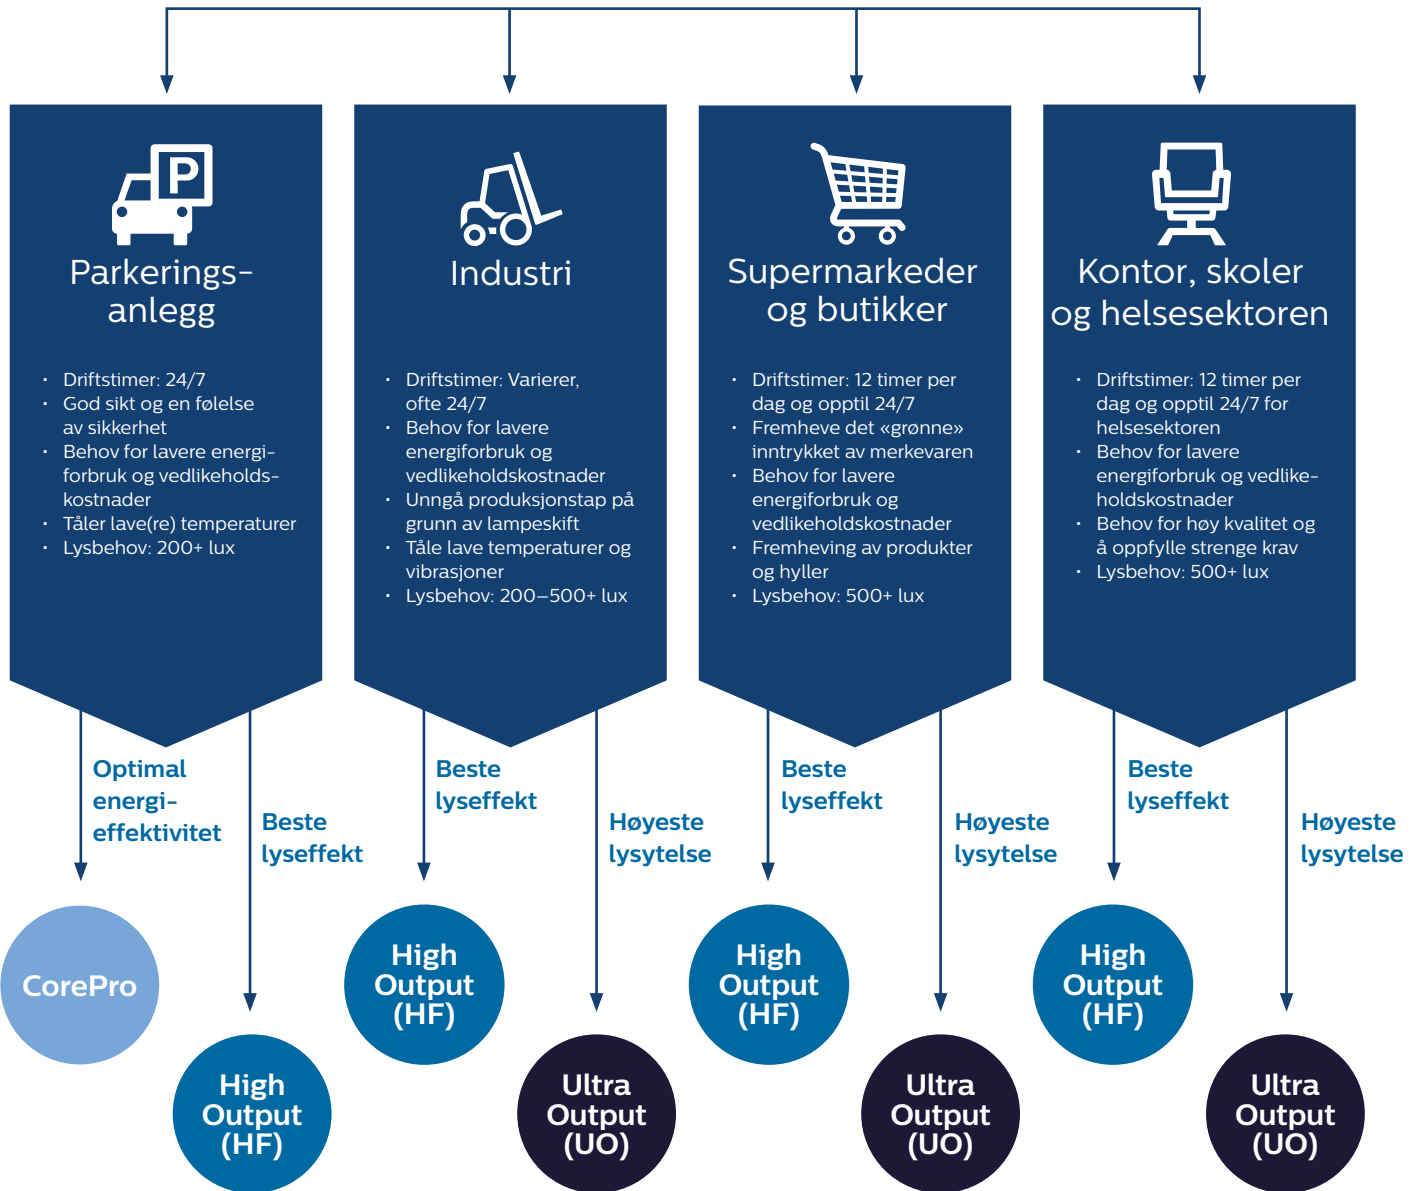 P
Parkerings-
anlegg
• Driftstimer: 24/7
• God sikt og en følelse
av sikkerhet
• Behov for lavere energi-
forbruk og vedlikeholds-
kostnader
• Tåler lave(re) temperaturer
• Lysbehov: 200+ lux
Industri
• Driftstimer: Varierer,
ofte 24/7
• Behov for lavere
energiforbruk og
vedlikeholdskostnader
• Unngå produksjonstap på
grunn av lampeskift
• Tåle lave temperaturer og
vibrasjoner
• Lysbehov: 200–500+ lux
Supermarkeder
og butikker
• Driftstimer: 12 timer per
dag og opptil 24/7
• Fremheve det «grønne»
inntrykket av merkevaren
• Behov for lavere
energiforbruk og
vedlikeholdskostnader
• Fremheving av produkter
og hyller
• Lysbehov: 500+ lux
Kontor, skoler
og helsesektoren
• Driftstimer: 12 timer per
dag og opptil 24/7 for
helsesektoren
• Behov for lavere
energiforbruk og vedlike-
holdskostnader
• Behov for høy kvalitet og
å oppfylle strenge krav
• Lysbehov: 500+ lux
Optimal
energi-
effektivitet
Beste
lyseffekt
Beste
lyseffekt
Høyeste
lysytelse
Beste
lyseffekt
Høyeste
lysytelse
Beste
lyseffekt
Høyeste
lysytelse
CorePro
High
Output
(HF)
High
Output
(HF)
Ultra
Output
(UO)
High
Output
(HF)
Ultra
Output
(UO)
High
Output
(HF)
Ultra
Output
(UO)